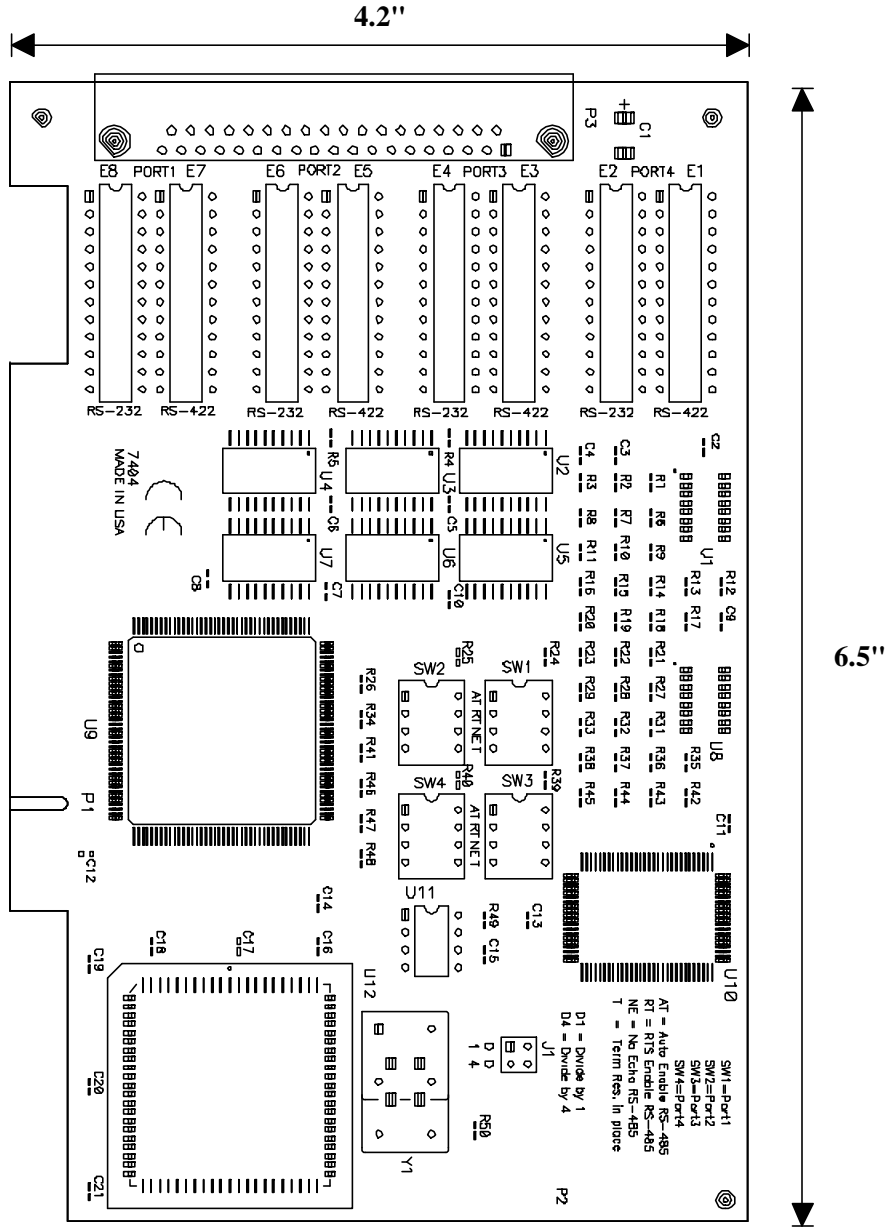 4.2"
P3
+
C1
E8 PORT1 E7
E6 PORT2 E5
E4 PORT3 E3
E2 PORT4 E1
RS-232 RS-422
RS-232 RS-422
RS-232 RS-422
RS-232 RS-422
7404
MADE IN USA
U4
R5
U3
R4
U2
C4
C3
C2
R3
R2
R1
R8
R7
R6
U1
R11
R10
R9
C6
C5
U7
U6
U5
C8
C7
C10
R16
R15
R14
R13
R12
R20
R19
R18
R17
C9
6.5"
R25
R24
R23
R22
R21
SW2
SW1
AT RT NE T
R26
R34
R41
R46
R47
R48
R29
R28
R27
R33
R32
R31
U8
R38
R37
R36
R35
R45
R44
R43
R42
U9
P1
R40
R39
SW4
SW3
AT RT NE T
C11
C12
U11
C14
R49
C13
C18
C17
C16
C15
C19
U12
U10
J1
1 D
4 D
D1 = Divide by 1
D4 = Divide by 4
AT = Auto Enable RS-485
RT = RTS Enable RS-485
NE = No Echo RS-485
T = Term Res. in place
SW1=Port1
SW2=Port2
SW3=Port3
SW4=Port4
C20
R50
Y1
C21
P2